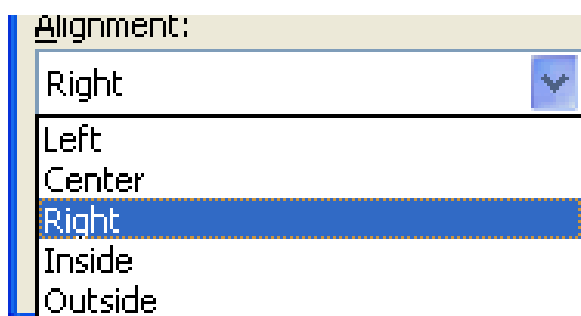 Alignment:
Right
Left
Center
Right
Inside
Outside